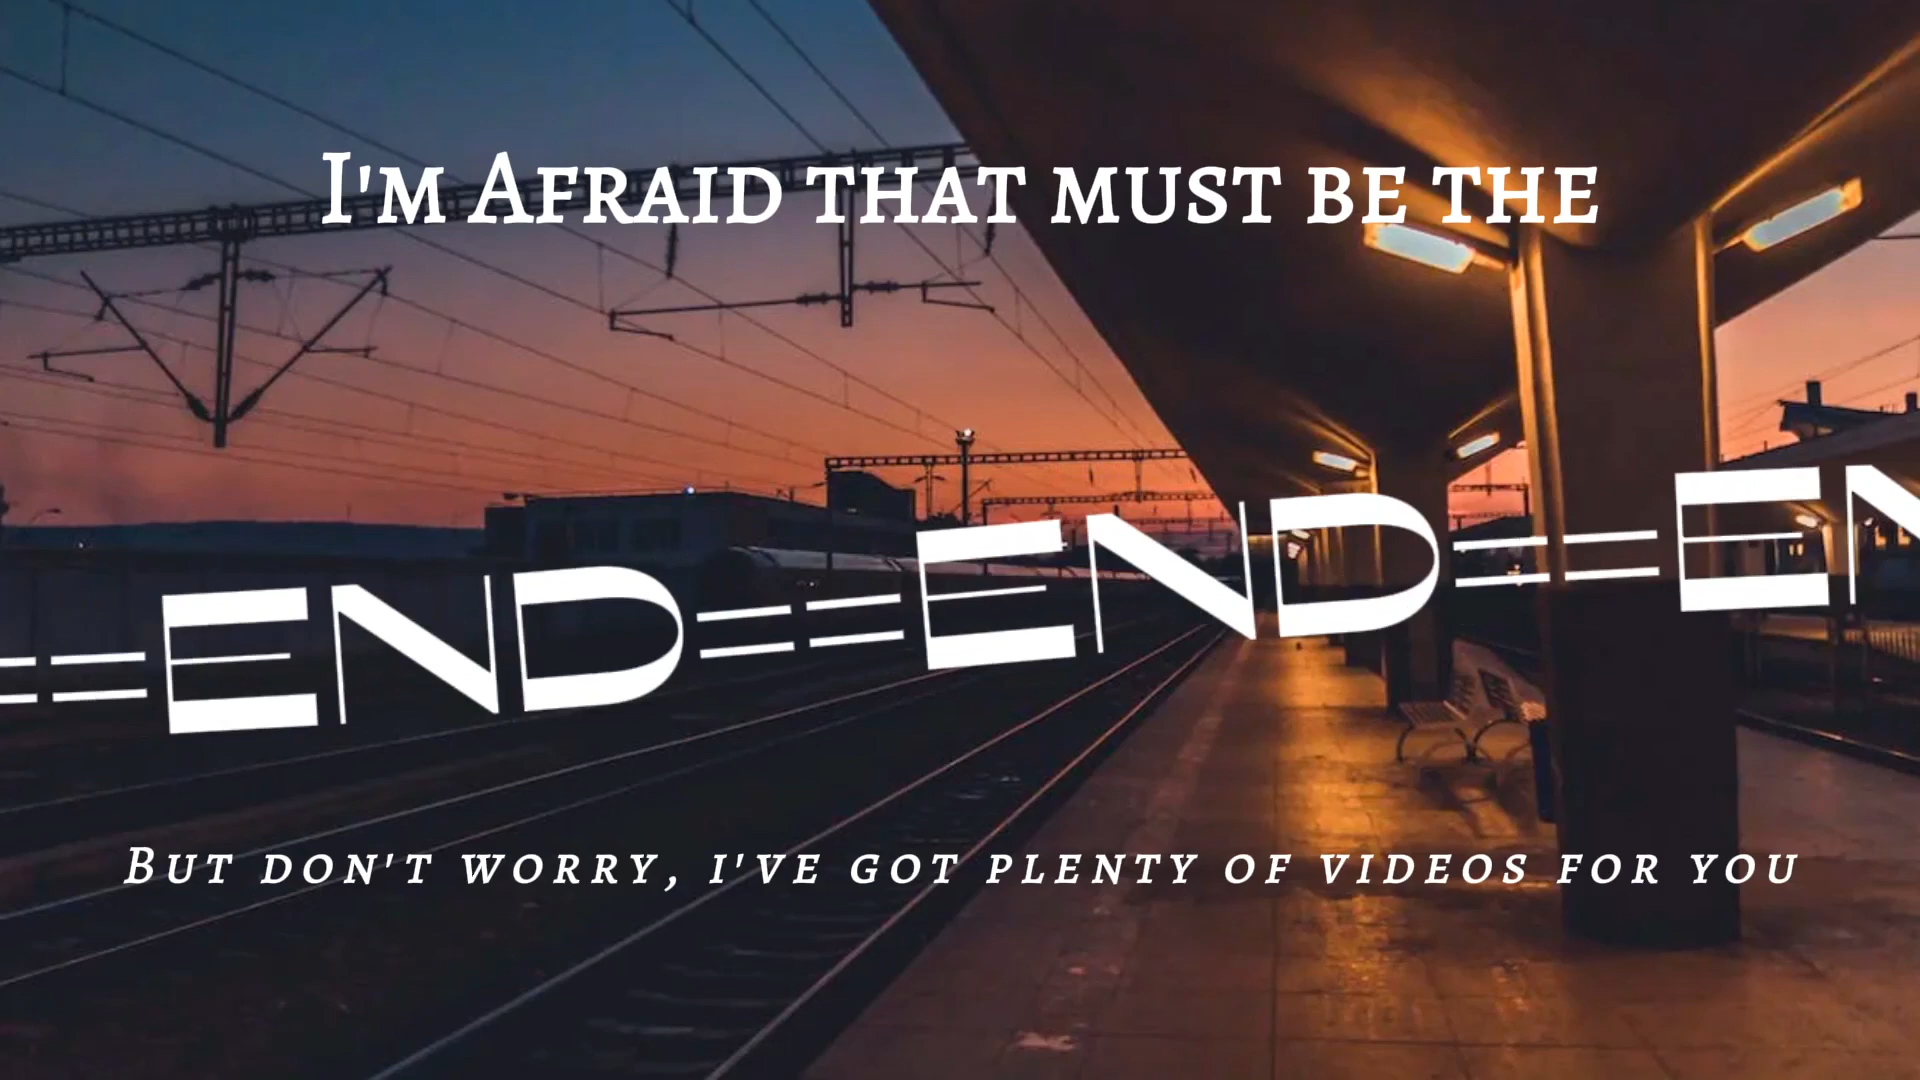 I'm Afraid that must be the
==END====END====EN
But don't worry, i've got plenty of videos for you